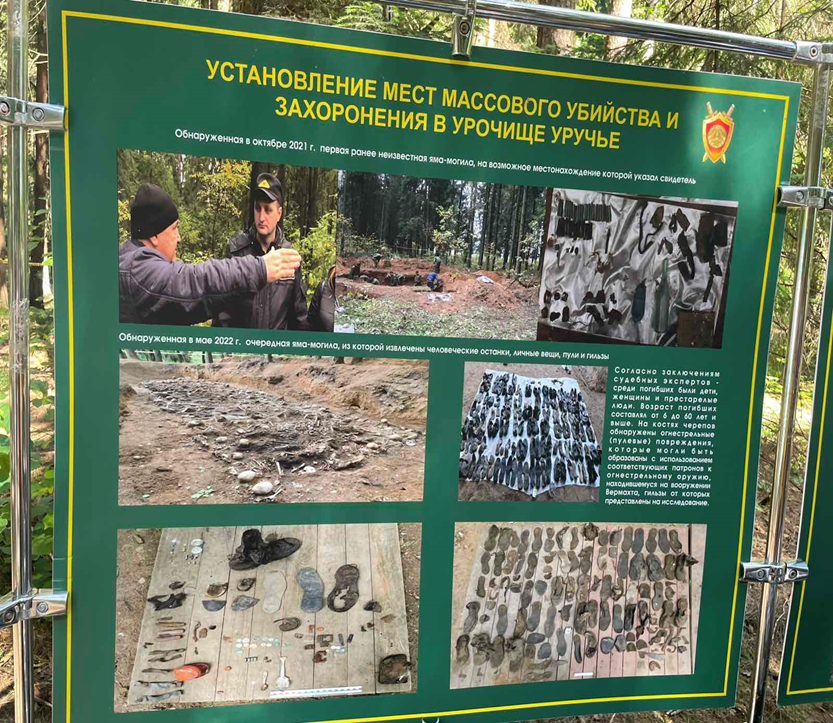 УСТАНОВЛЕНИЕ МЕСТ МАССОВОГО УБИЙСТВА И
ЗАХОРОНЕНИЯ В УРОЧИЩЕ УРУЧЬЕ
Обнаруженная в октябре 2021 г. первая ранее неизвестная яма-могила, на возможное местонахождение которой указал свидетель
Обнаруженная в мае 2022 г. очередная яма-могила, из которой извлечены человеческие останки, личные вещи, пули и гильзы
Согласно заключениям
судебных экспертов -
среди погибших были дети,
женщины и престарелые
люди. Возраст погибших
составлял от 6 до 60 лет и
выше. На костях черепов
обнаружены огнестрельные
(пулевые) повреждения,
которые могли быть
образованы с использованием
соответствующих патронов к
огнестрельному оружию,
находившемуся на вооружении
Вермахта, гильзы от которых
представлены на исследование.